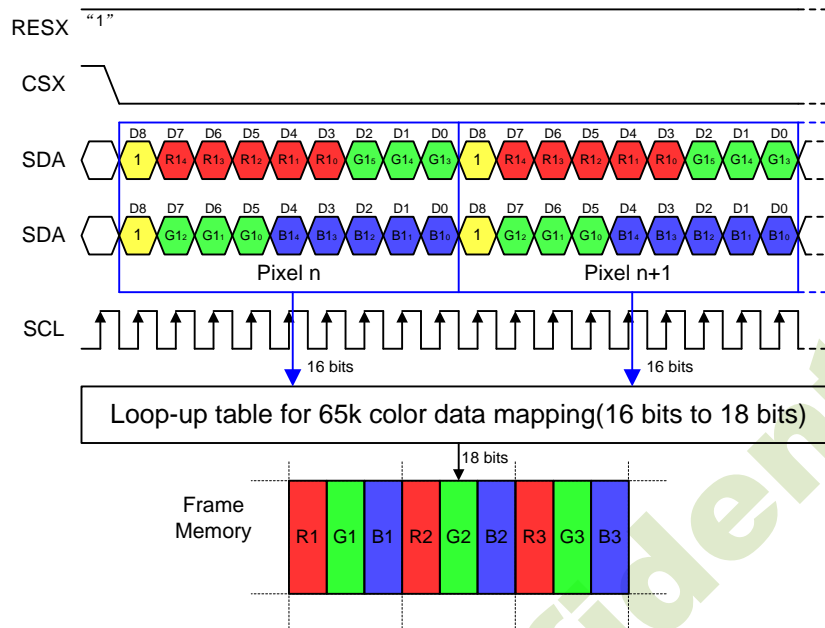 RESX “1”
CSX
D8 D7 D6 D5 D4 D3 D2 D1 D0 D8 D7 D6 D5 D4 D3 D2 D1 D0
SDA 1 R14 R13 R12 R11 R10 G15 G14 G13 1 R14 R13 R12 R11 R10 G15 G14 G13
D8 D7 D6 D5 D4 D3 D2 D1 D0 D8 D7 D6 D5 D4 D3 D2 D1 D0
SDA 1 G12 G11 G10 B14 B13 B12 B11 B10 1 G12 G11 G10 B14 B13 B12 B11 B10
Pixel n Pixel n+1
SCL
16 bits 16 bits
Loop-up table for 65k color data mapping(16 bits to 18 bits)
18 bits
Frame
Memory
R1 G1 B1 R2 G2 B2 R3 G3 B3
fident